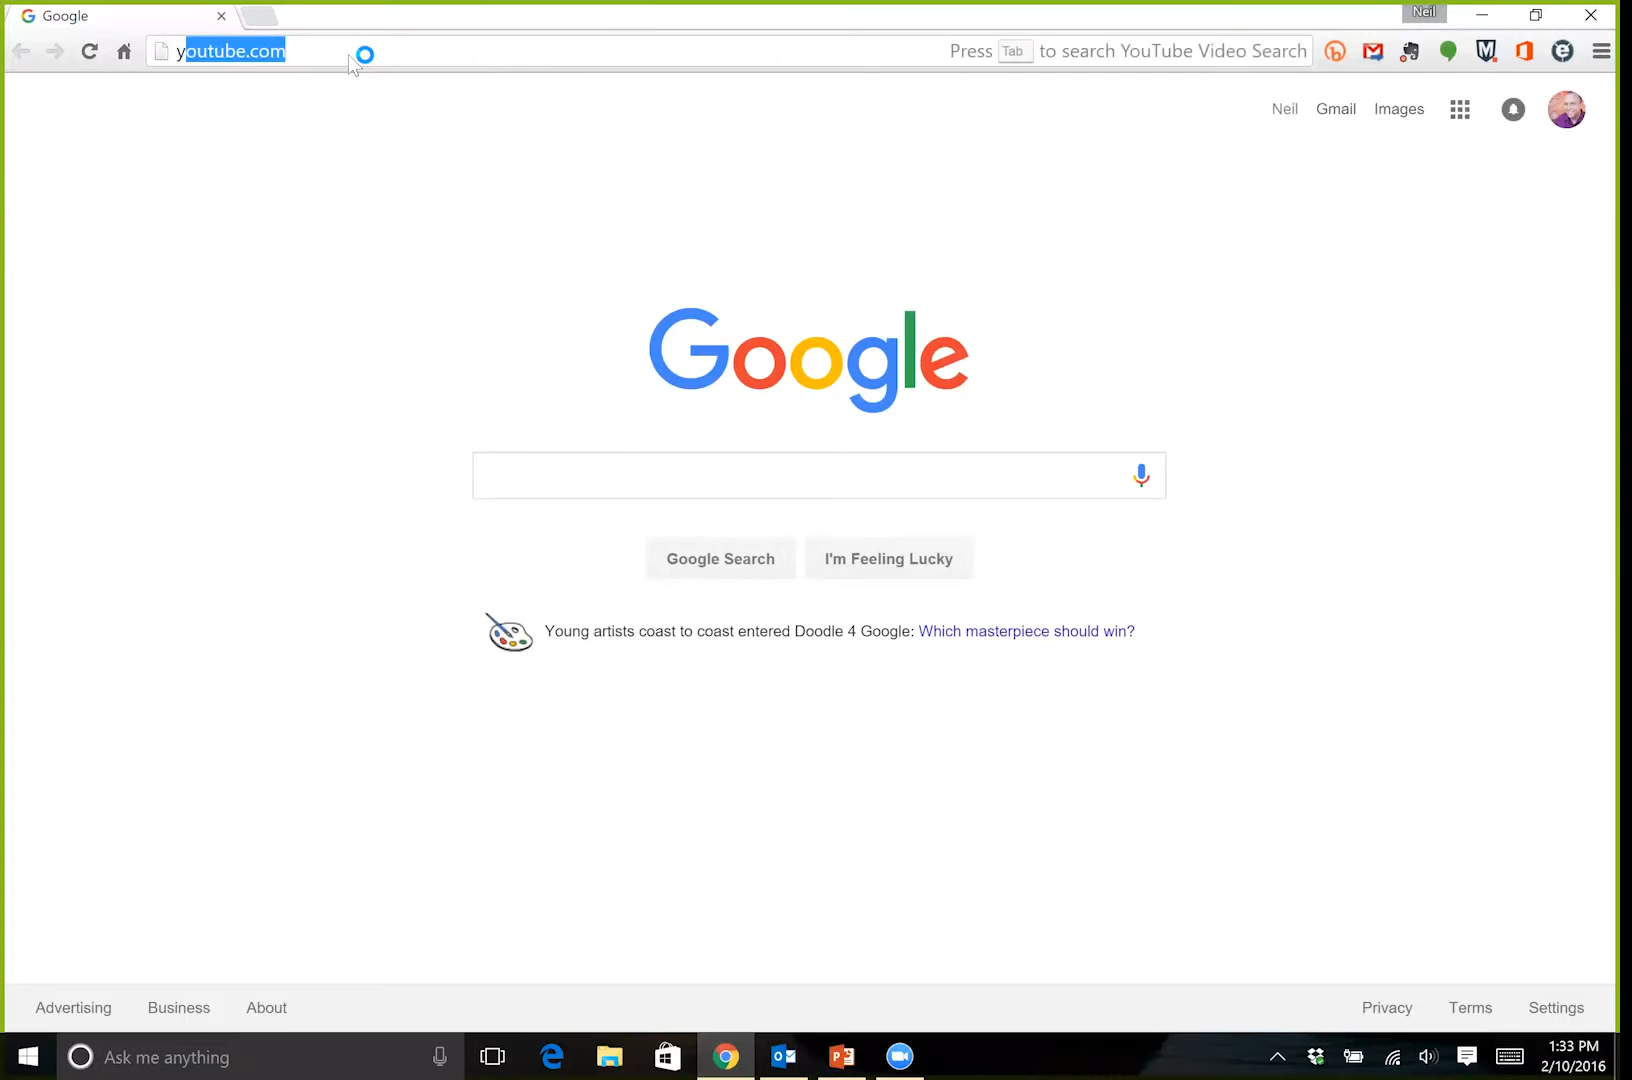 Google
Neil
youtube.com
Press Tab to search YouTube Video Search
Neil Gmail Images
Google
Google Search I'm Feeling Lucky
Young artists coast to coast entered Doodle 4 Google: Which masterpiece should win?
Advertising Business About Privacy Terms Settings
Ask me anything
1:33 PM
2/10/2016